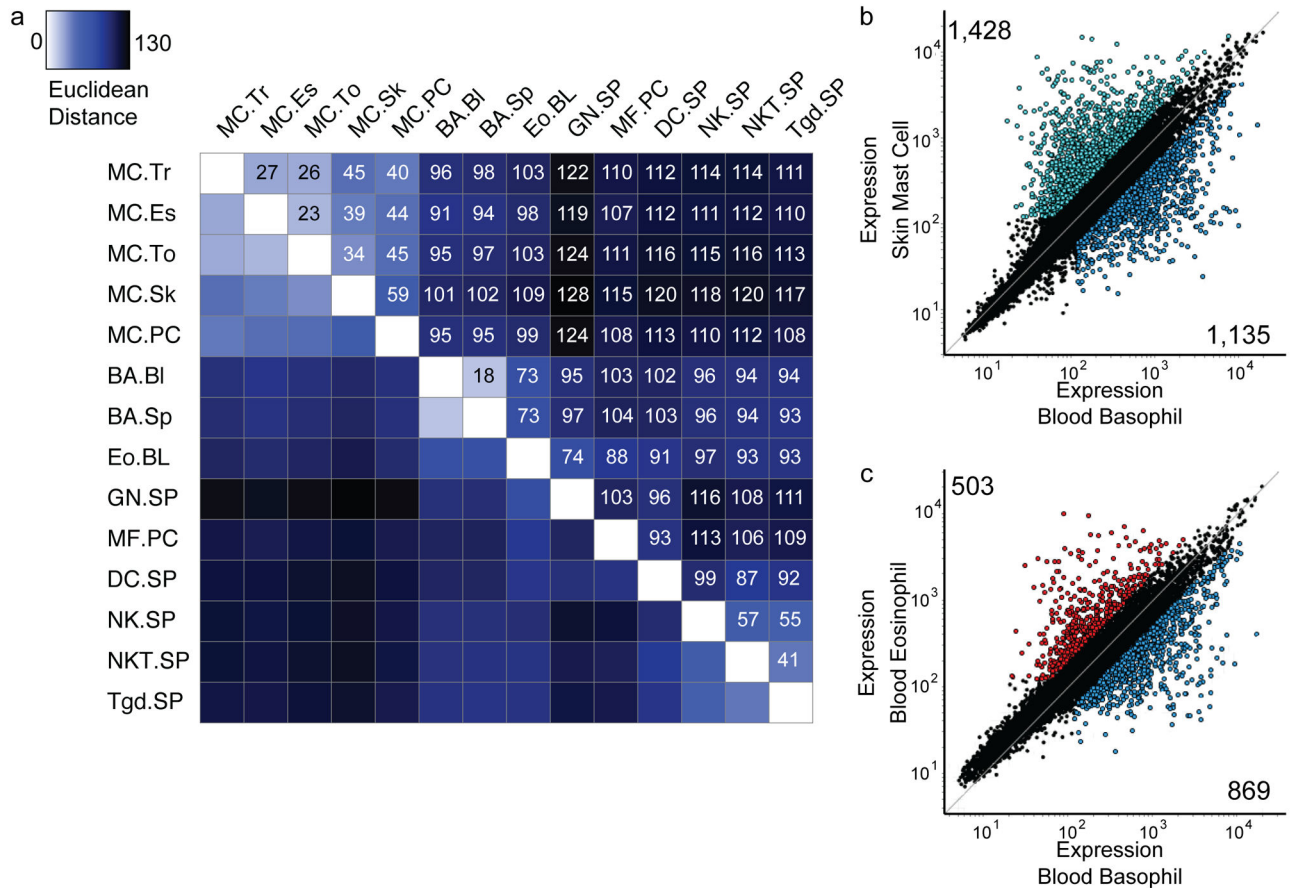 a
0 130
Euclidean
Distance
MC.Tr MC.Es MC.To MC.Sk MC.PC BA.Bl BA.Sp Eo.BL GN.SP MF.PC DC.SP NK.SP NKT.SP Tgd.SP
MC.Tr 27 26 45 40 96 98 103 122 110 112 114 114 111
MC.Es 23 39 44 91 94 98 119 107 112 111 112 110
MC.To 34 45 95 97 103 124 111 116 115 116 113
MC.Sk 59 101 102 109 128 115 120 118 120 117
MC.PC 95 95 99 124 108 113 110 112 108
BA.Bl 18 73 95 103 102 96 94 94
BA.Sp 73 97 104 103 96 94 93
Eo.BL 74 88 91 97 93 93
GN.SP 103 96 116 108 111
MF.PC 93 113 106 109
DC.SP 99 87 92
NK.SP 57 55
NKT.SP 41
Tgd.SP
b
1,428
10⁴
10³
10²
10¹
Expression
Skin Mast Cell
1,135
10¹ 10² 10³ 10⁴
Expression
Blood Basophil
c
503
10⁴
10³
10²
10¹
Expression
Blood Eosinophil
869
10¹ 10² 10³ 10⁴
Expression
Blood Basophil